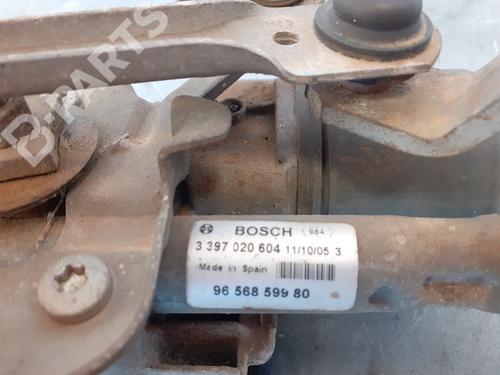 B-PARTS
BOSCH (984)
3 397 020 604 11/10/05 3
Made in Spain
96 568 599 80